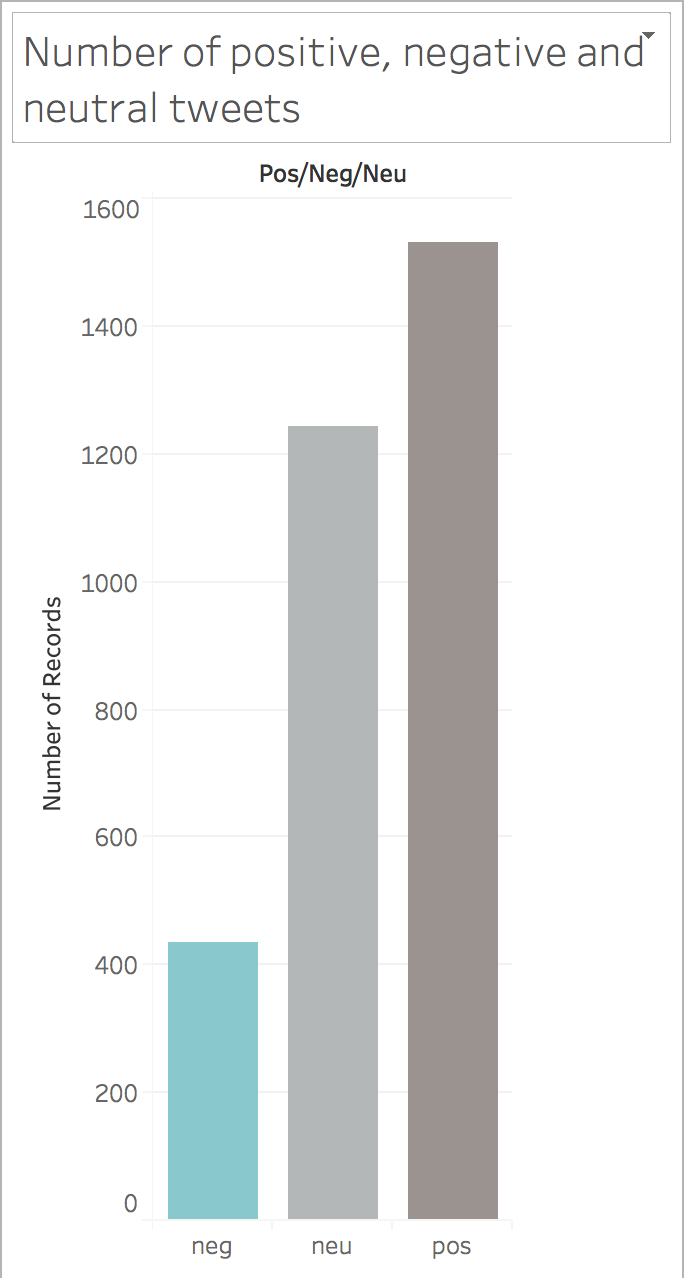 Number of positive, negative and
neutral tweets
Pos/Neg/Neu
1600
1400
1200
1000
800
600
400
200
0
Number of Records
neg neu pos